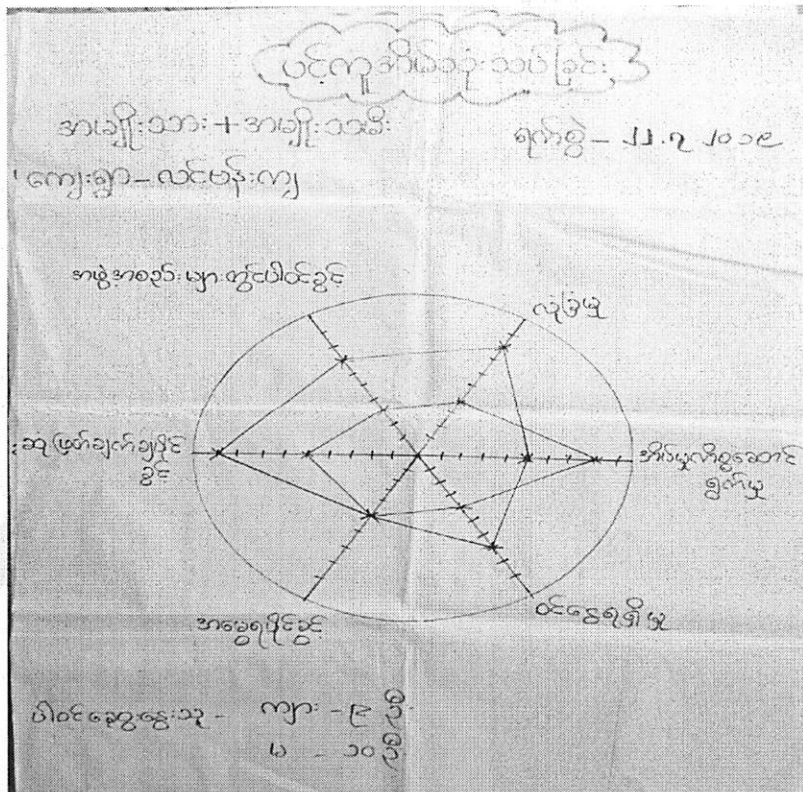 ပင့်ကူအိမ်သုံးသပ်ခြင်း
အမျိုးသား + အမျိုးသမီး
ရက်စွဲ - ၂၂.၇.၂၀၁၉
ကျေးရွာ - လင်ဗန်းကျ
အဖွဲ့အစည်းများတွင်ပါဝင်ခွင့်
လုံခြုံမှု
ဆုံးဖြတ်ချက်ချပိုင်
ခွင့်
အိမ်မှုကိစ္စဆောင်
ရွက်မှု
အမွေရပိုင်ခွင့်
ဝင်ငွေရရှိမှု
ပါဝင်ဆွေးနွေးသူ -
ကျား - ၉ ဦး
မ - ၁၀ ဦး